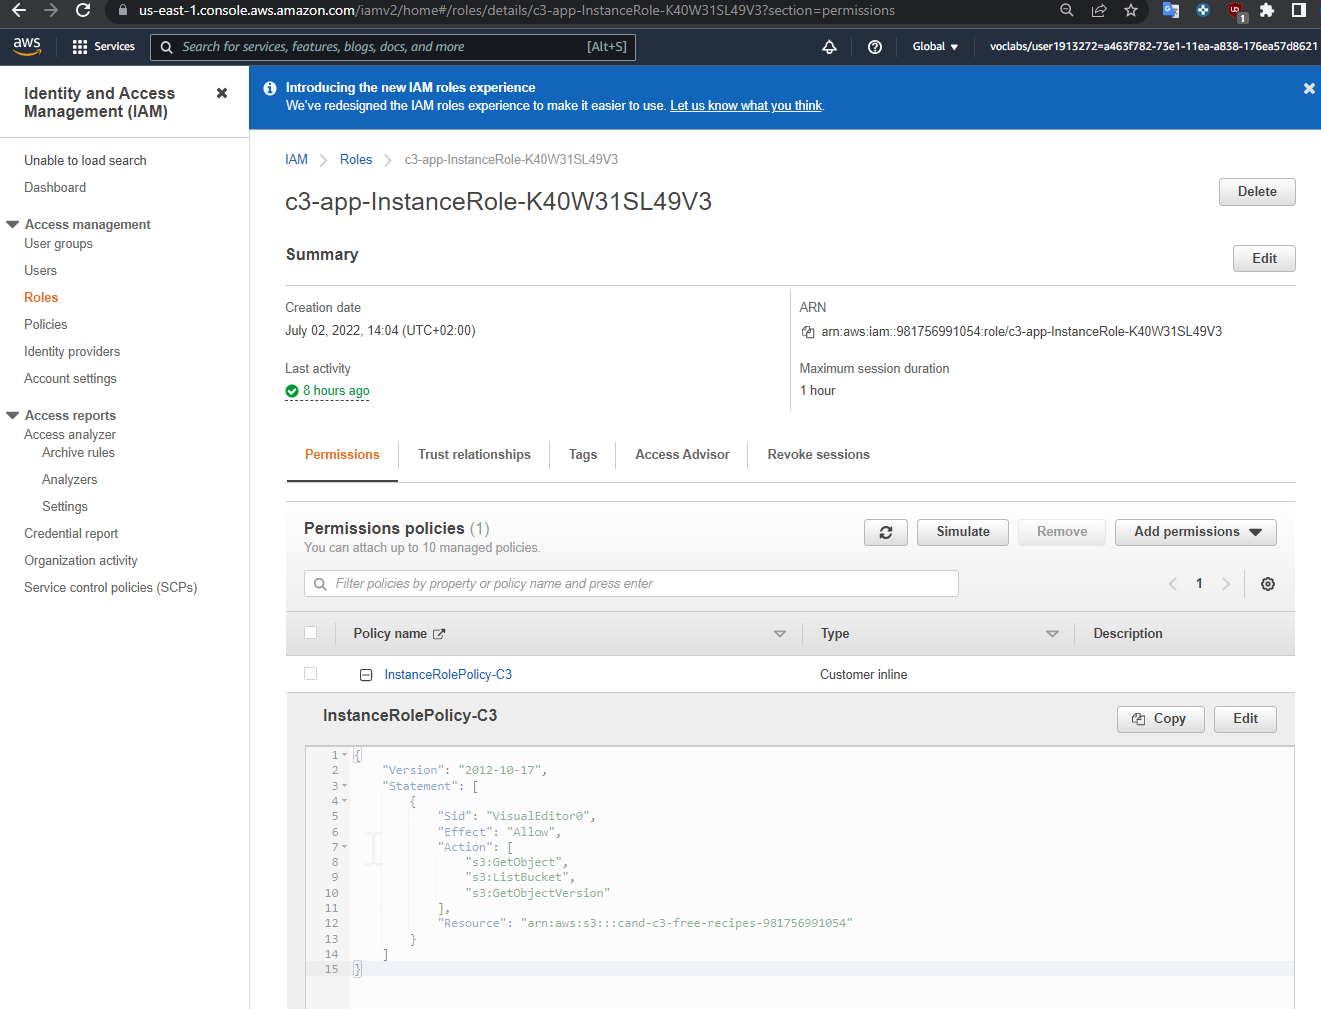 us-east-1.console.aws.amazon.com/iamv2/home#/roles/details/c3-app-InstanceRole-K40W31SL49V3?section=permissions
1
aws
Services
Search for services, features, blogs, docs, and more
[Alt+S]
Global
voclabs/user1913272=a463f782-73e1-11ea-a838-176ea57d8621
Identity and Access
Management (IAM)
Introducing the new IAM roles experience
We've redesigned the IAM roles experience to make it easier to use. Let us know what you think.
Unable to load search
Dashboard
Access management
User groups
Users
Roles
Policies
Identity providers
Account settings
Access reports
Access analyzer
Archive rules
Analyzers
Settings
Credential report
Organization activity
Service control policies (SCPs)
IAM
Roles
c3-app-InstanceRole-K40W31SL49V3
c3-app-InstanceRole-K40W31SL49V3
Delete
Summary
Edit
Creation date
July 02, 2022, 14:04 (UTC+02:00)
Last activity
8 hours ago
ARN
arn:aws:iam::981756991054:role/c3-app-InstanceRole-K40W31SL49V3
Maximum session duration
1 hour
Permissions
Trust relationships
Tags
Access Advisor
Revoke sessions
Permissions policies (1)
You can attach up to 10 managed policies.
Simulate
Remove
Add permissions
Filter policies by property or policy name and press enter
1
Policy name
Type
Description
InstanceRolePolicy-C3
Customer inline
InstanceRolePolicy-C3
Copy
Edit
1 {
2 "Version": "2012-10-17",
3 "Statement": [
4 {
5 "Sid": "VisualEditor0",
6 "Effect": "Allow",
7 "Action": [
8 "s3:GetObject",
9 "s3:ListBucket",
10 "s3:GetObjectVersion"
11 ],
12 "Resource": "arn:aws:s3:::cand-c3-free-recipes-981756991054"
13 }
14 ]
15 }